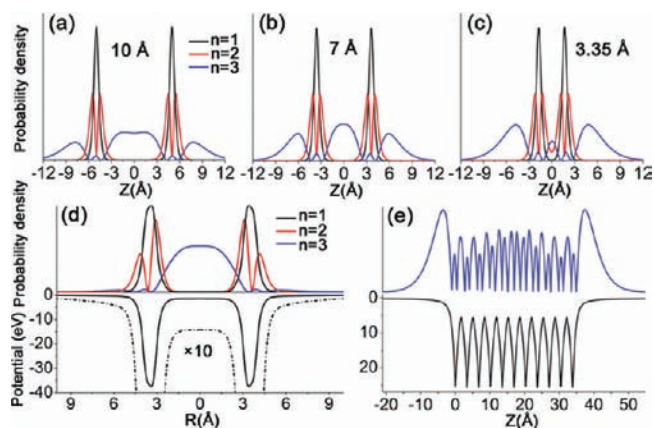 (a) 10 Å n=1 n=2 n=3
(b) 7 Å
(c) 3.35 Å
Probability density
-12 -9 -6 -3 0 3 6 9 12
Z(Å)
-12 -9 -6 -3 0 3 6 9 12
Z(Å)
-12 -9 -6 -3 0 3 6 9 12
Z(Å)
(d) n=1 n=2 n=3
Probability density
(e)
Potential (eV)
0
-10
-20
-30
-40
×10
9 3 0 3 9
R(Å)
0
10
20
-20 -10 0 10 20 30 40 50
Z(Å)